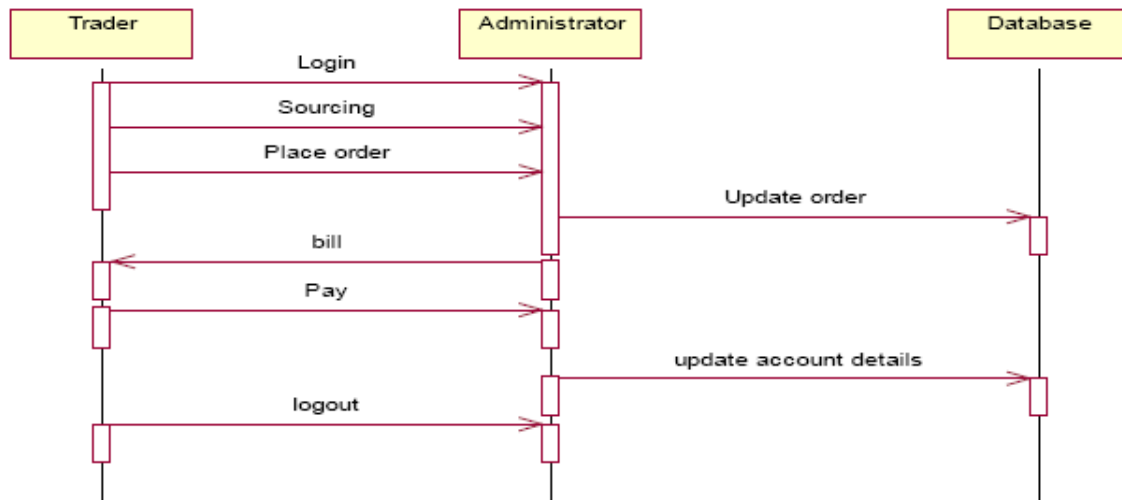 Trader
Administrator
Database
Login
Sourcing
Place order
Update order
bill
Pay
update account details
logout